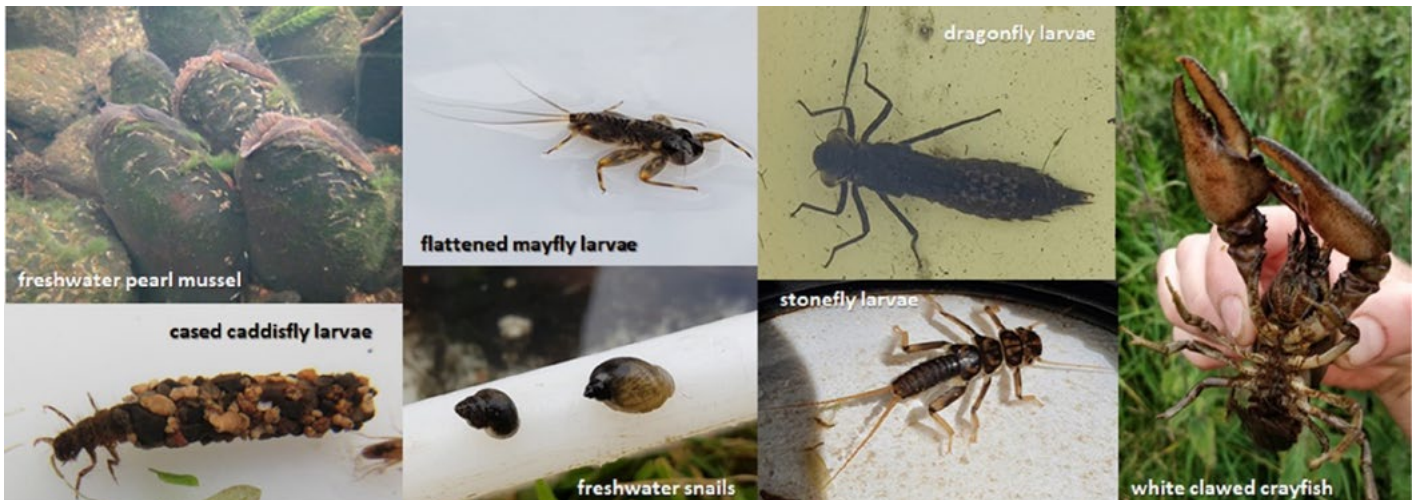 freshwater pearl mussel
flattened mayfly larvae
dragonfly larvae
cased caddisfly larvae
freshwater snails
stonefly larvae
white clawed crayfish